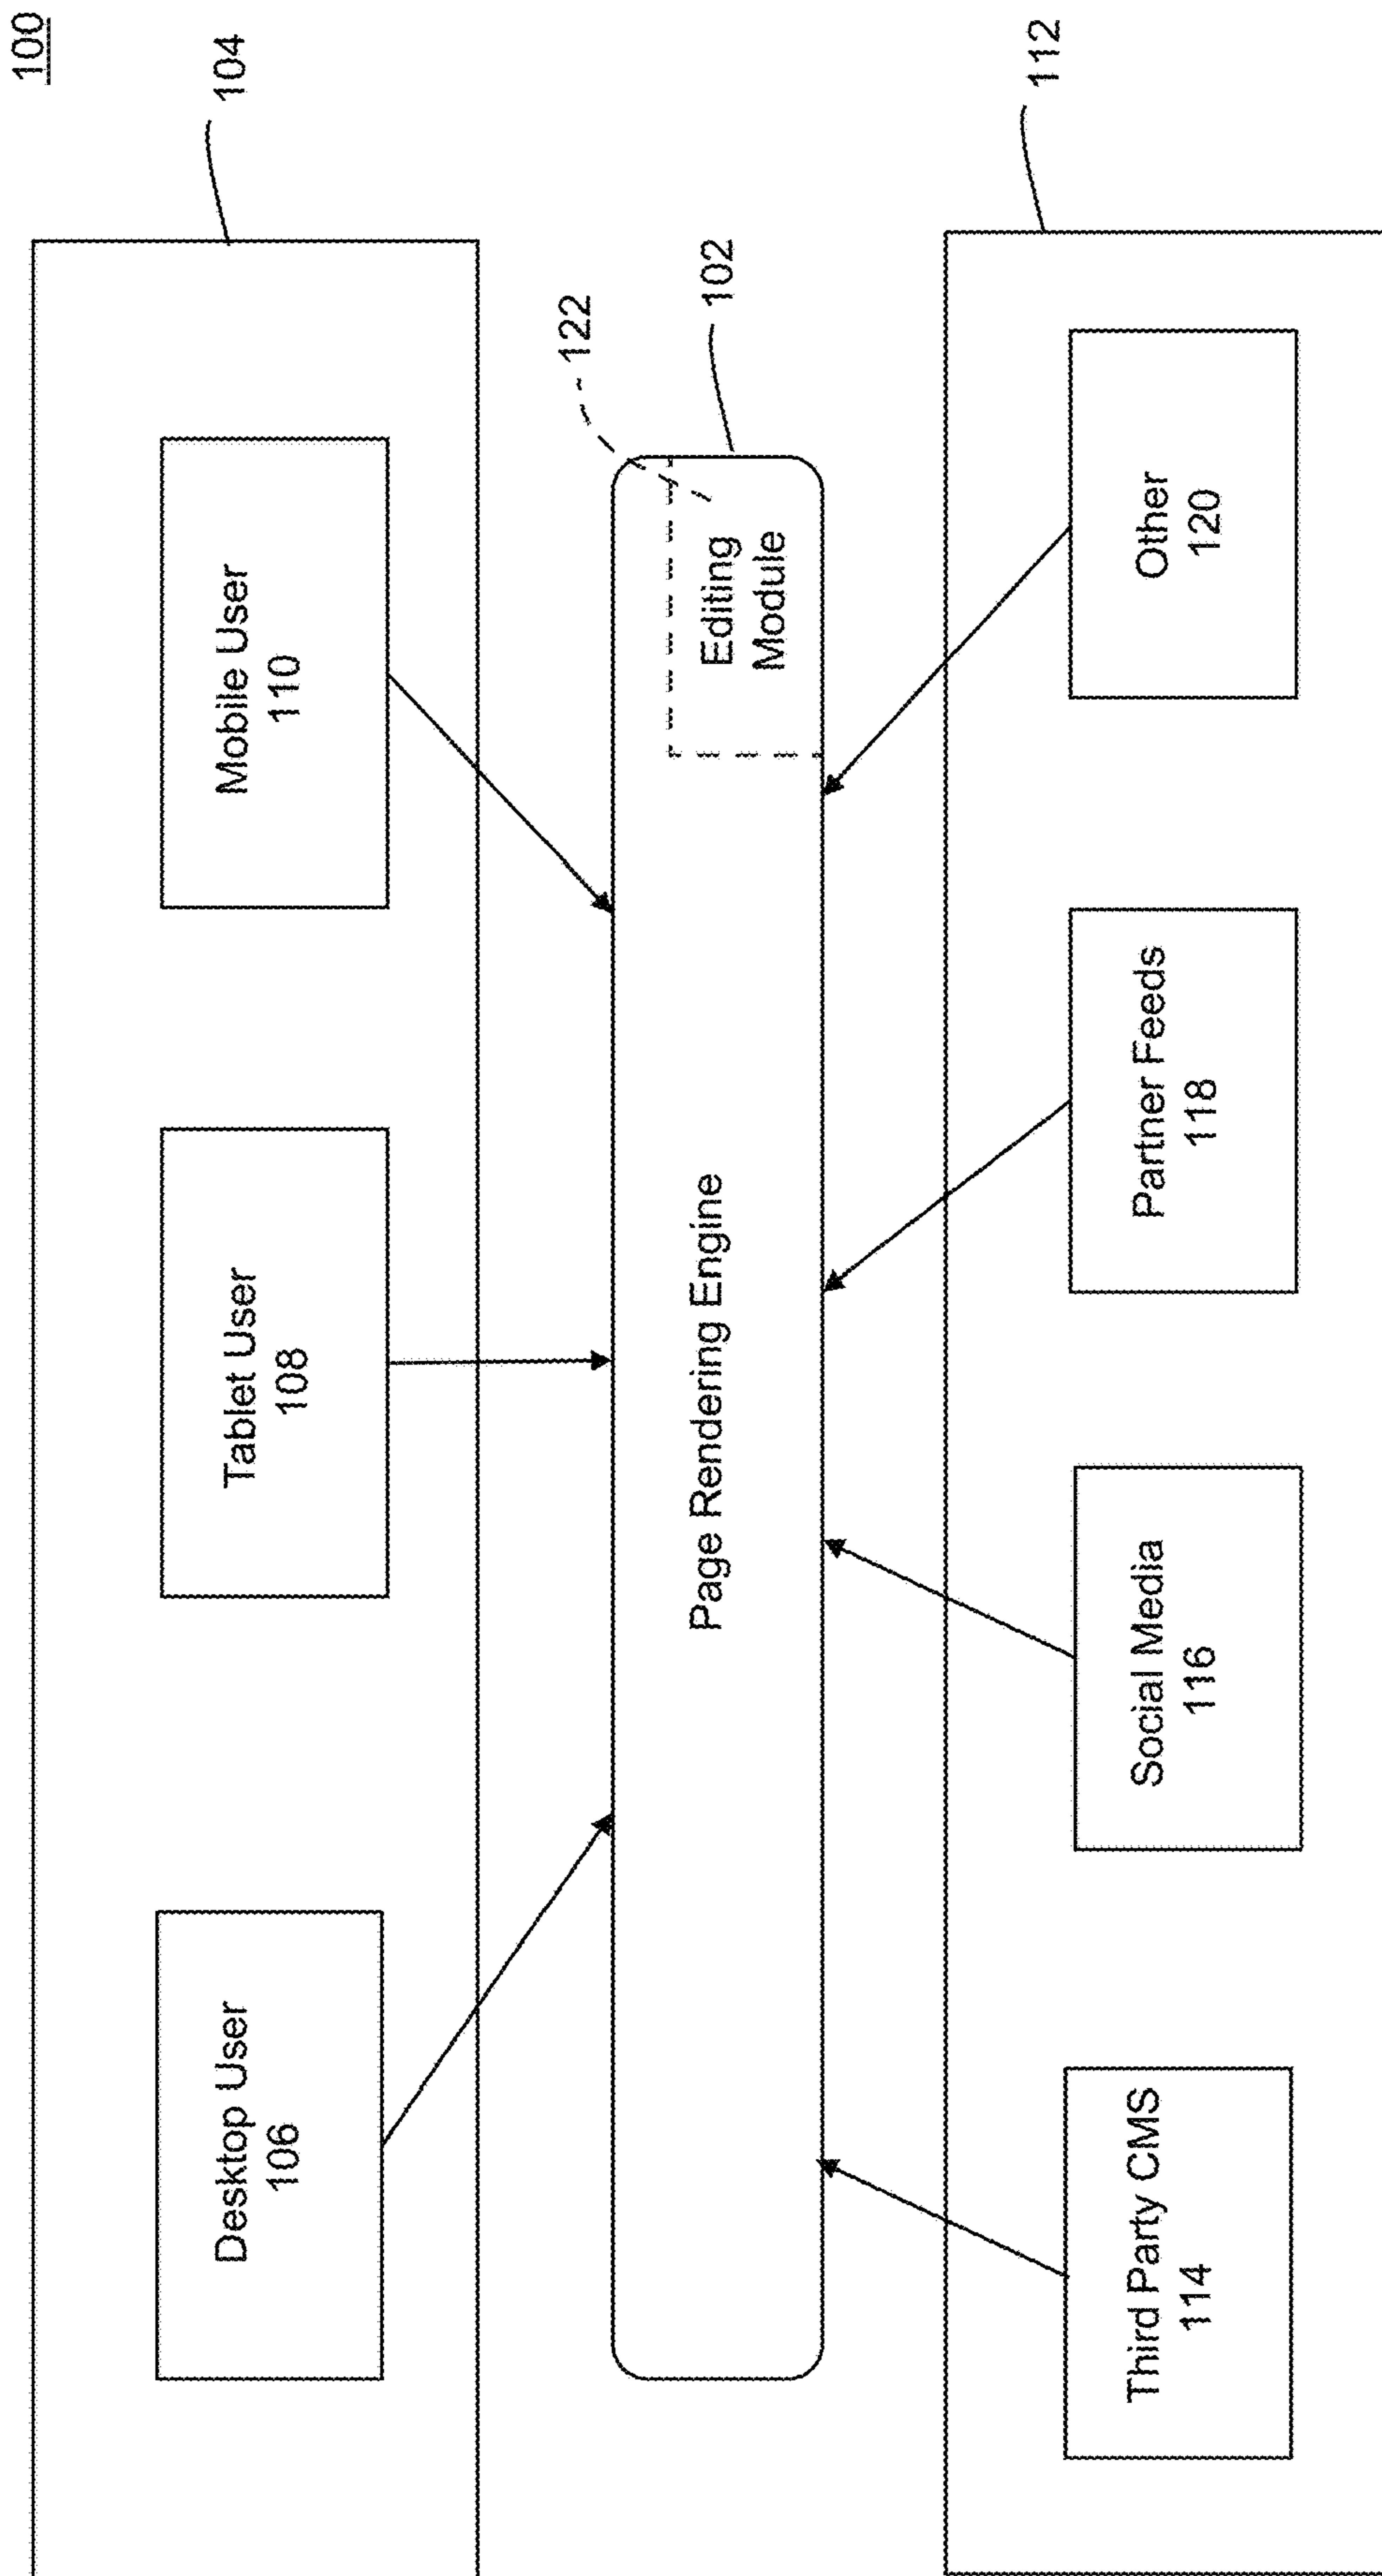 100
104
Desktop User
106
Tablet User
108
Mobile User
110
122
102
Page Rendering Engine
Editing
Module
112
Third Party CMS
114
Social Media
116
Partner Feeds
118
Other
120